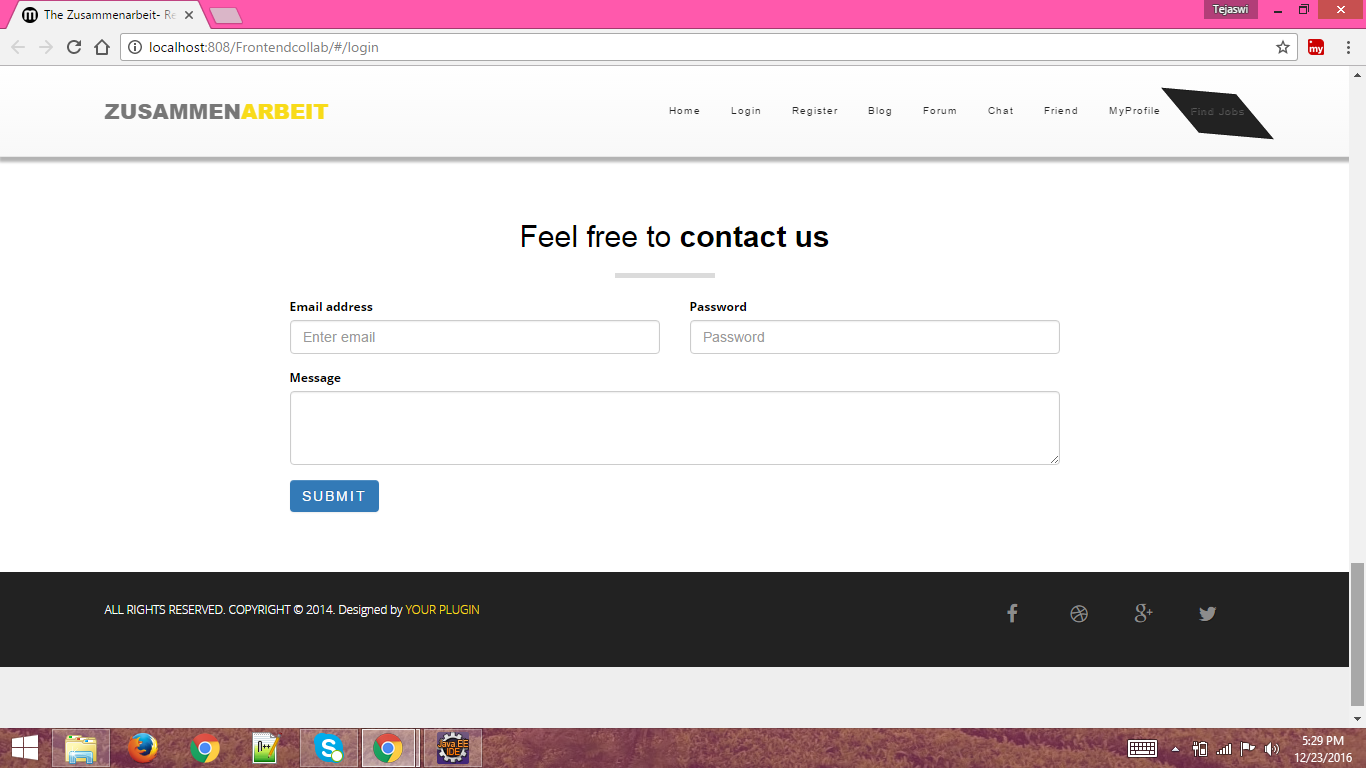 The Zusammenarbeit- Re
Tejaswi
localhost:808/Frontendcollab/#/login
my
ZUSAMMENARBEIT
Home Login Register Blog Forum Chat Friend MyProfile Find Jobs
Feel free to contact us
Email address Password
Enter email Password
Message
SUBMIT
ALL RIGHTS RESERVED. COPYRIGHT © 2014. Designed by YOUR PLUGIN
g+
Java EE
IDE
5:29 PM
12/23/2016